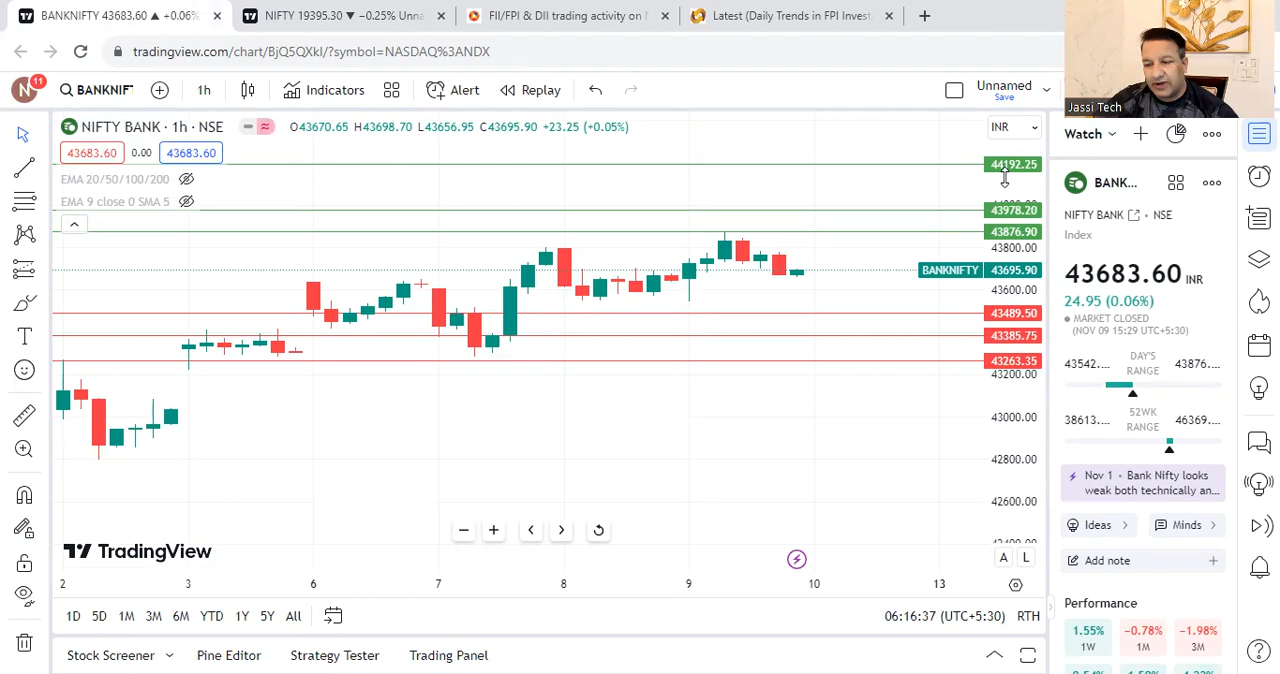 BANKNIFTY 43683.60 ▲ +0.06%
NIFTY 19395.30 ▼ −0.25% Unna
FII/FPI & DII trading activity on
Latest (Daily Trends in FPI Invest
tradingview.com/chart/BjQ5QXkI/?symbol=NASDAQ%3ANDX
N 11
BANKNIF
1h
Indicators
Alert
Replay
Unnamed
Save
Jassi Tech
NIFTY BANK · 1h · NSE
O43670.65 H43698.70 L43656.95 C43695.90 +23.25 (+0.05%)
INR
43683.60 0.00 43683.60
EMA 20/50/100/200
EMA 9 close 0 SMA 5
44192.25
43978.20
43876.90
43800.00
BANKNIFTY 43695.90
43600.00
43489.50
43385.75
43263.35
43200.00
43000.00
42800.00
42600.00
TradingView
A L
2 3 6 7 8 9 10 13
1D 5D 1M 3M 6M YTD 1Y 5Y All
06:16:37 (UTC+5:30) RTH
Stock Screener
Pine Editor
Strategy Tester
Trading Panel
Watch
BANK...
NIFTY BANK · NSE
Index
43683.60 INR
24.95 (0.06%)
MARKET CLOSED
(NOV 09 15:29 UTC+5:30)
43542.... DAY'S RANGE 43876....
38613.... 52WK RANGE 46369....
Nov 1 · Bank Nifty looks
weak both technically an...
Ideas
Minds
Add note
Performance
1.55% −0.78% −1.98%
1W 1M 3M